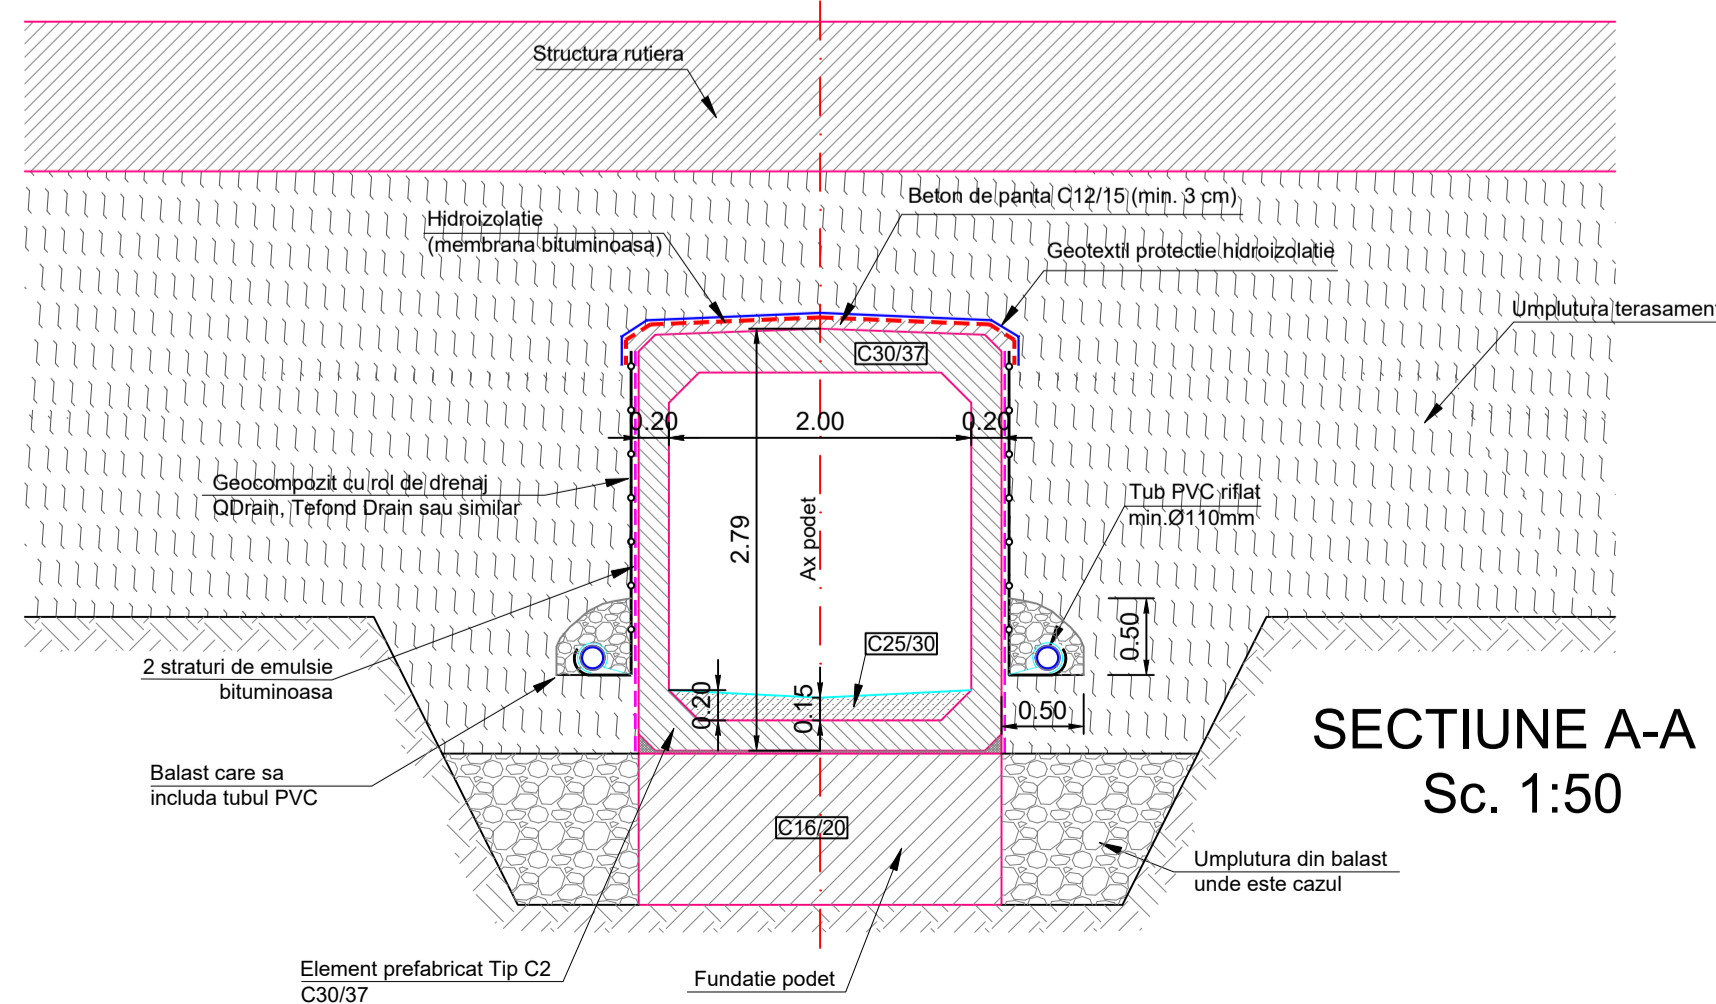 Structura rutiera
Beton de panta C12/15 (min. 3 cm)
Hidroizolatie
(membrana bituminoasa)
Geotextil protectie hidroizolatie
Umplutura terasament
C30/37
0.20
2.00
0.20
Geocompozit cu rol de drenaj
QDrain, Tefond Drain sau similar
Tub PVC riflat
min.Ø110mm
2.79
Ax podet
0.50
C25/30
2 straturi de emulsie
bituminoasa
0.20
0.15
0.50
SECTIUNE A-A
Sc. 1:50
Balast care sa
includa tubul PVC
C16/20
Umplutura din balast
unde este cazul
Element prefabricat Tip C2
C30/37
Fundatie podet